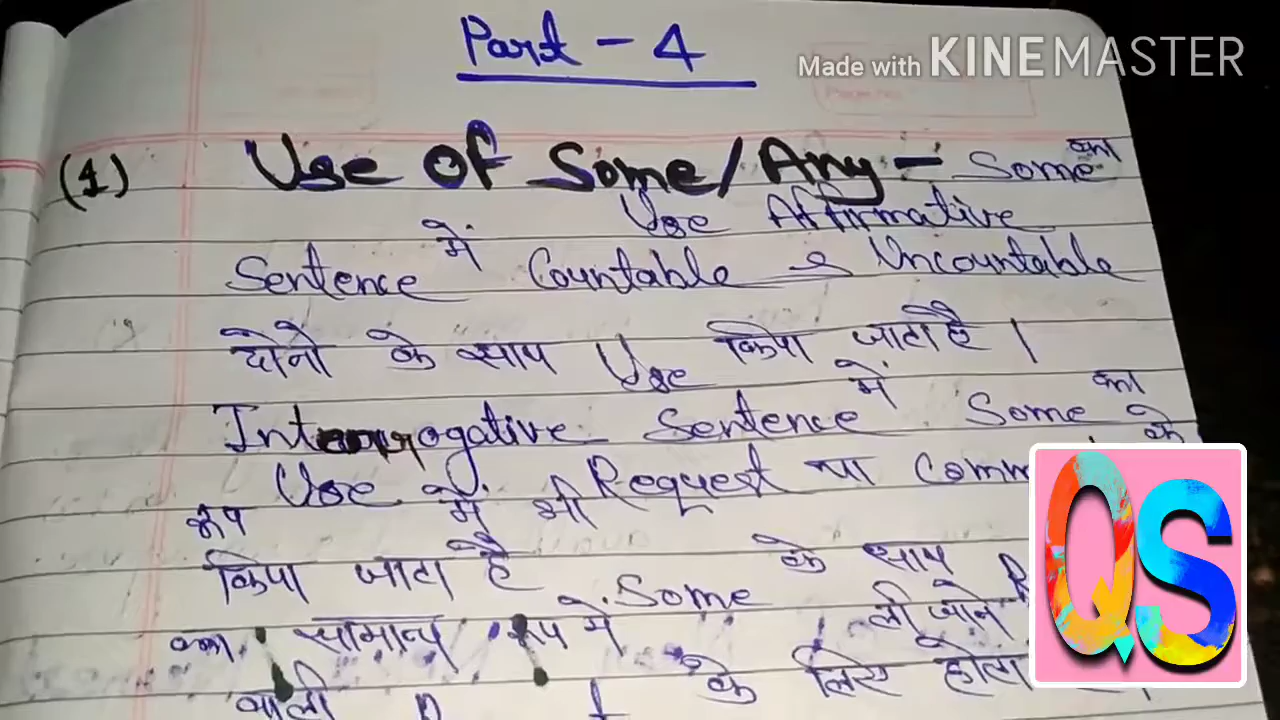 Part - 4
Made with KINEMASTER
(1) Use Of Some/Any - Some का
Use Affirmative
Sentence में Countable & Uncountable
दोनो के साथ Use किया जाता है ।
Interrogative Sentence में Some का
Use Request या Comm के
रूप में भी
किया जाता है Some के साथ
का सामान्य रूप में ली जाने
वाली के लिए होता
QS